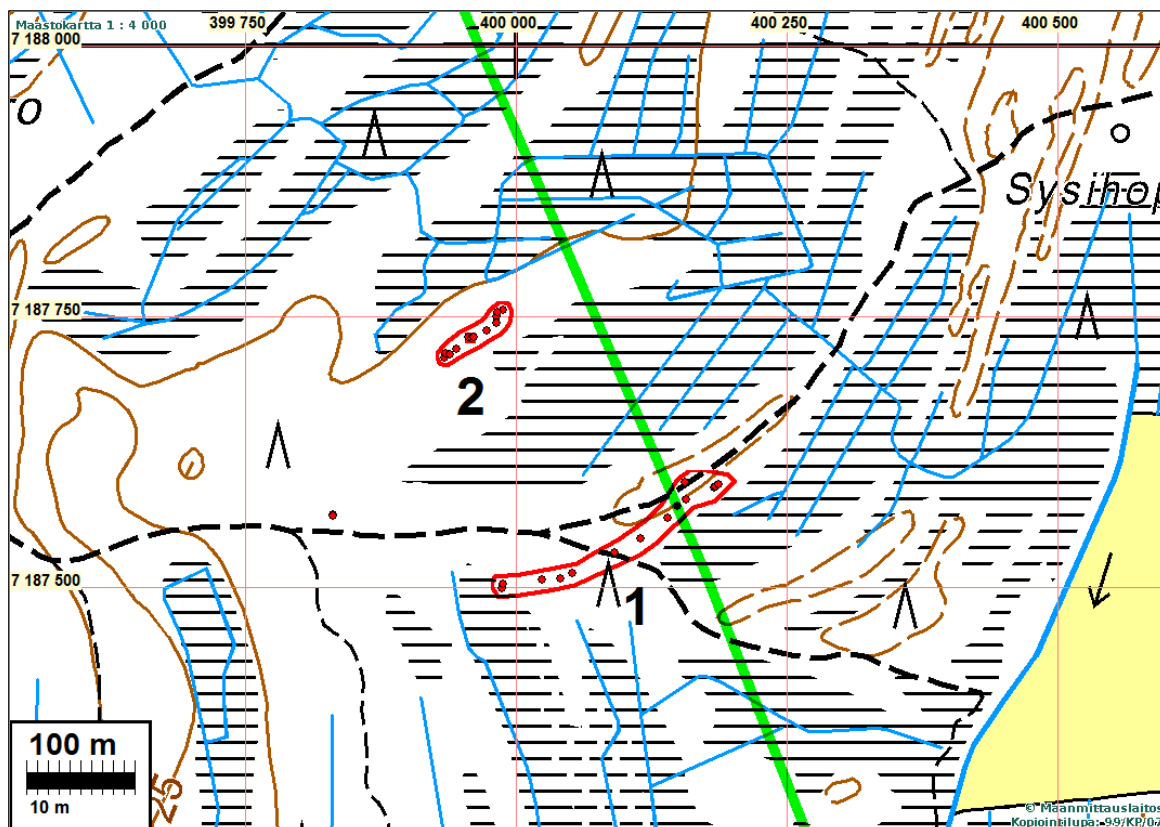 Maastokartta 1 : 4 000
399 750
400 000
400 250
400 500
7 188 000
ro
Sysihop
7 187 750
2
7 187 500
1
100 m
10 m
25
© Maanmittauslaitos
Kopiointilupa: 99/KP/07